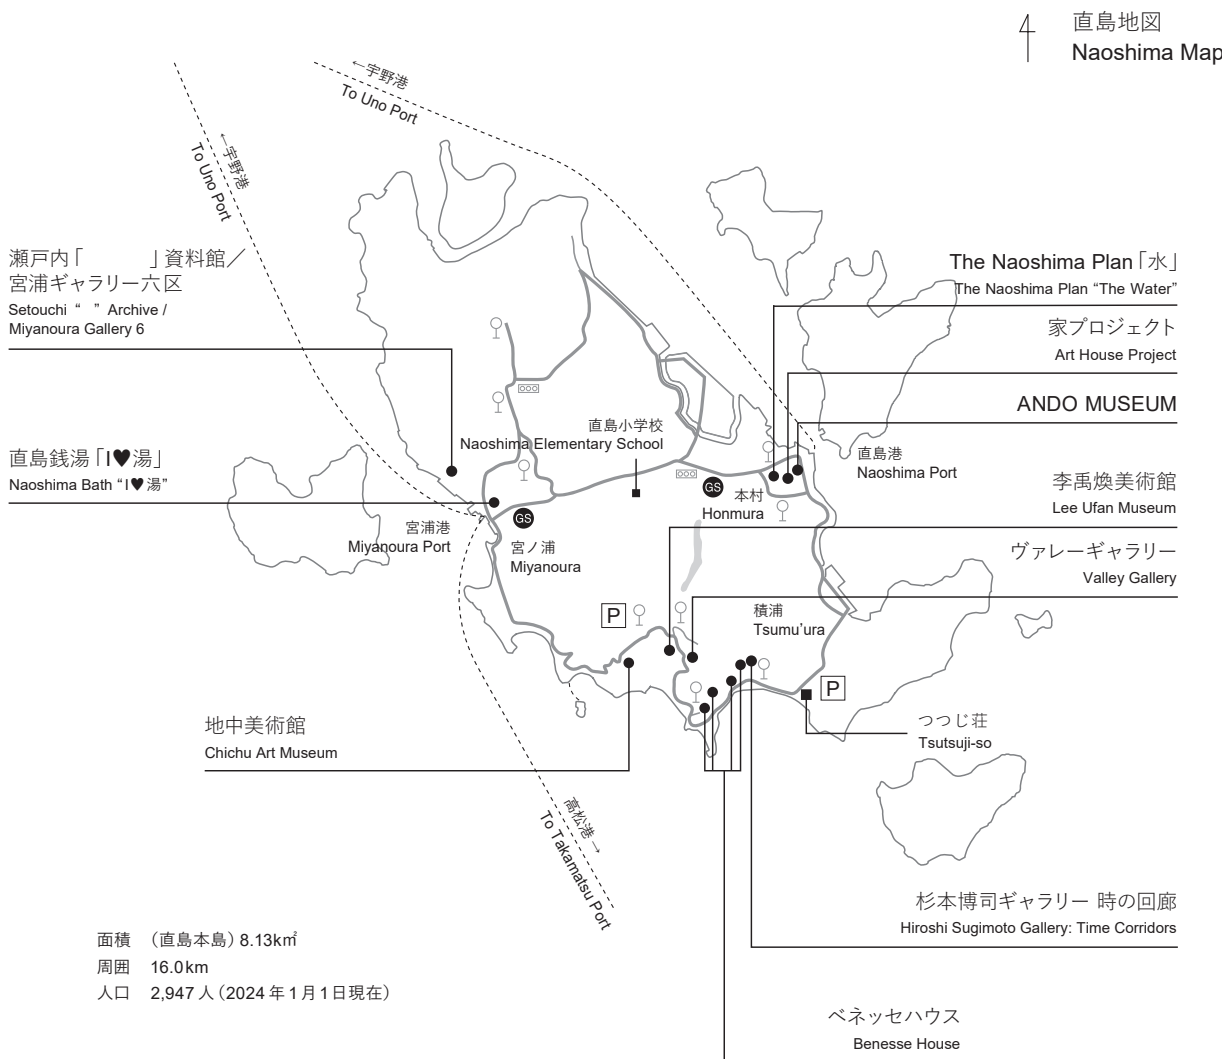 直島地図
Naoshima Map
←宇野港
To Uno Port
←宇野港
To Uno Port
瀬戸内「　　　」資料館／
宮浦ギャラリー六区
Setouchi “　” Archive /
Miyanoura Gallery 6
The Naoshima Plan「水」
The Naoshima Plan “The Water”
家プロジェクト
Art House Project
ANDO MUSEUM
直島小学校
Naoshima Elementary School
直島港
Naoshima Port
直島銭湯「I♥湯」
Naoshima Bath “I♥湯”
李禹煥美術館
Lee Ufan Museum
GS
本村
Honmura
GS
宮浦港
Miyanoura Port
宮ノ浦
Miyanoura
ヴァレーギャラリー
Valley Gallery
P
積浦
Tsumu’ura
P
つつじ荘
Tsutsuji-so
地中美術館
Chichu Art Museum
高松港→
To Takamatsu Port
杉本博司ギャラリー 時の回廊
Hiroshi Sugimoto Gallery: Time Corridors
面積　（直島本島）8.13k㎡
周囲　16.0km
人口　2,947人（2024年1月1日現在）
ベネッセハウス
Benesse House